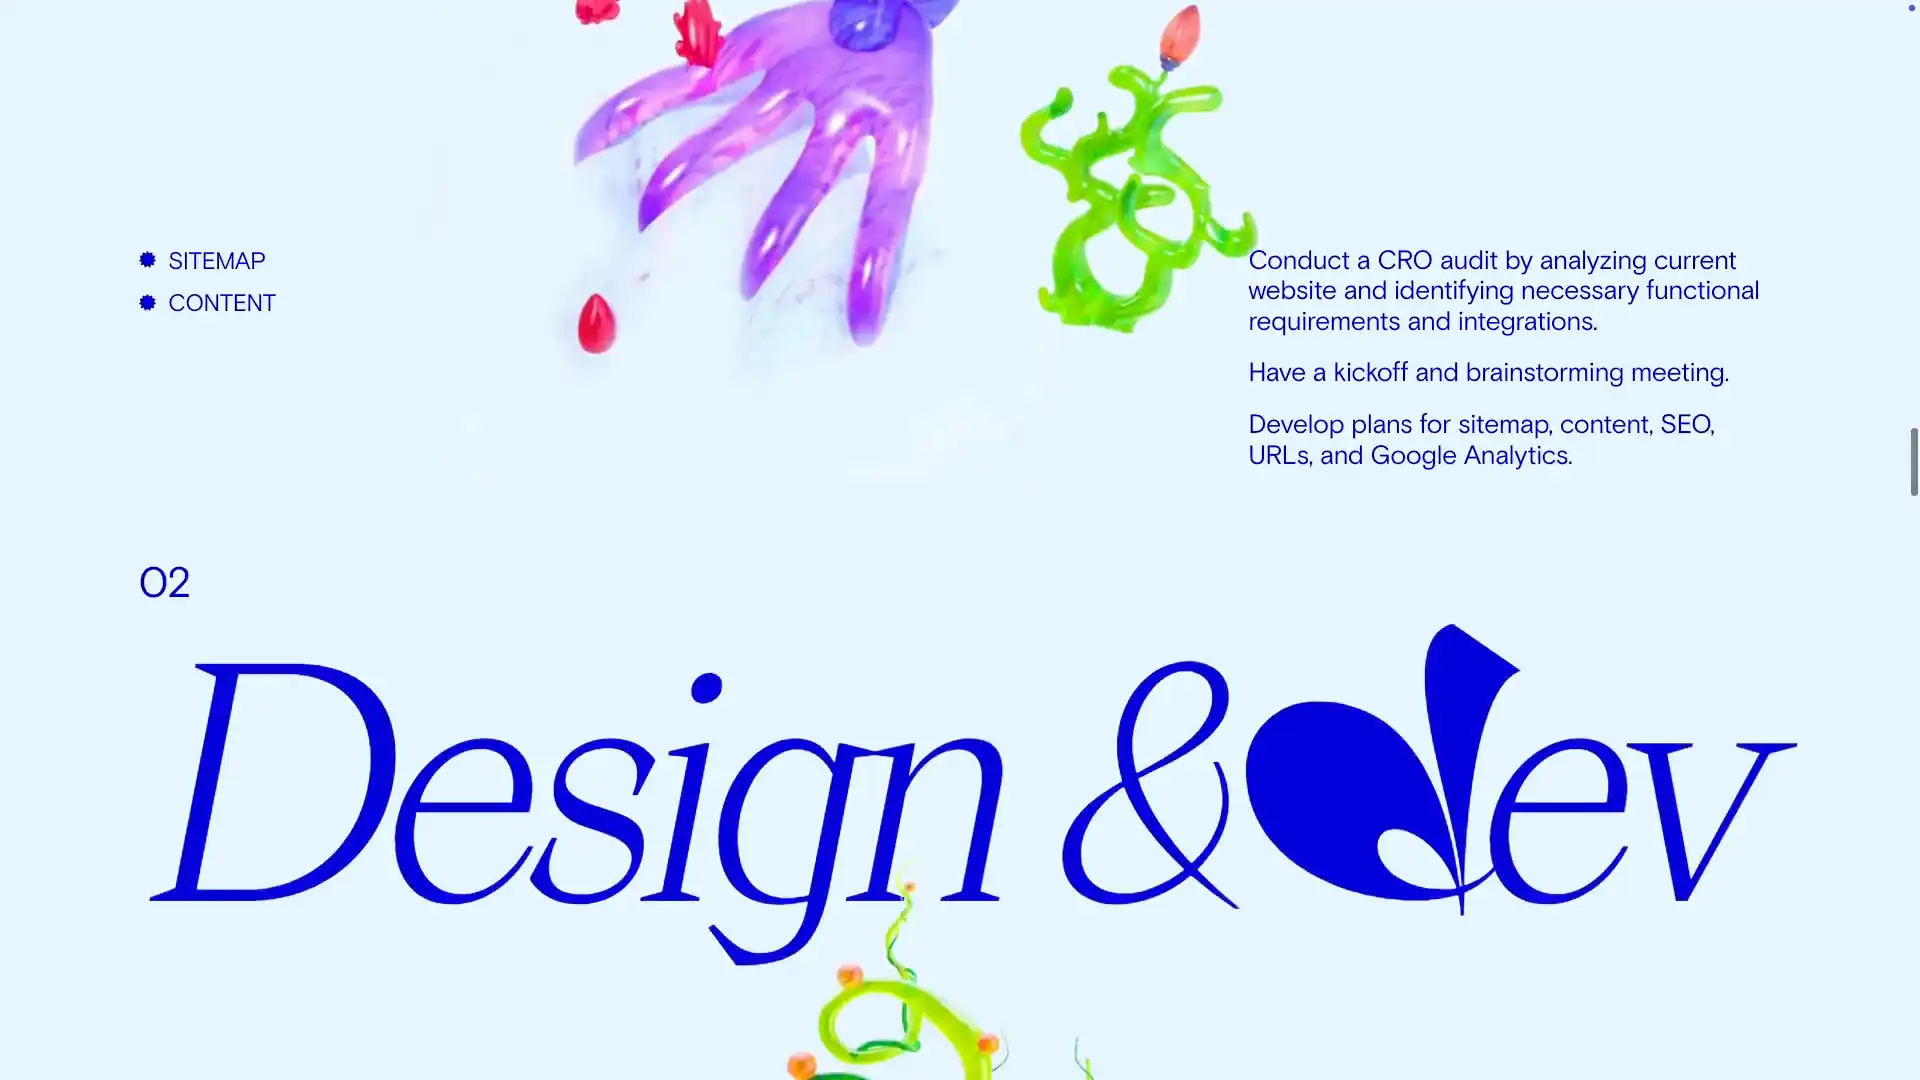 SITEMAP
CONTENT
Conduct a CRO audit by analyzing current
website and identifying necessary functional
requirements and integrations.
Have a kickoff and brainstorming meeting.
Develop plans for sitemap, content, SEO,
URLs, and Google Analytics.
02
Design & dev